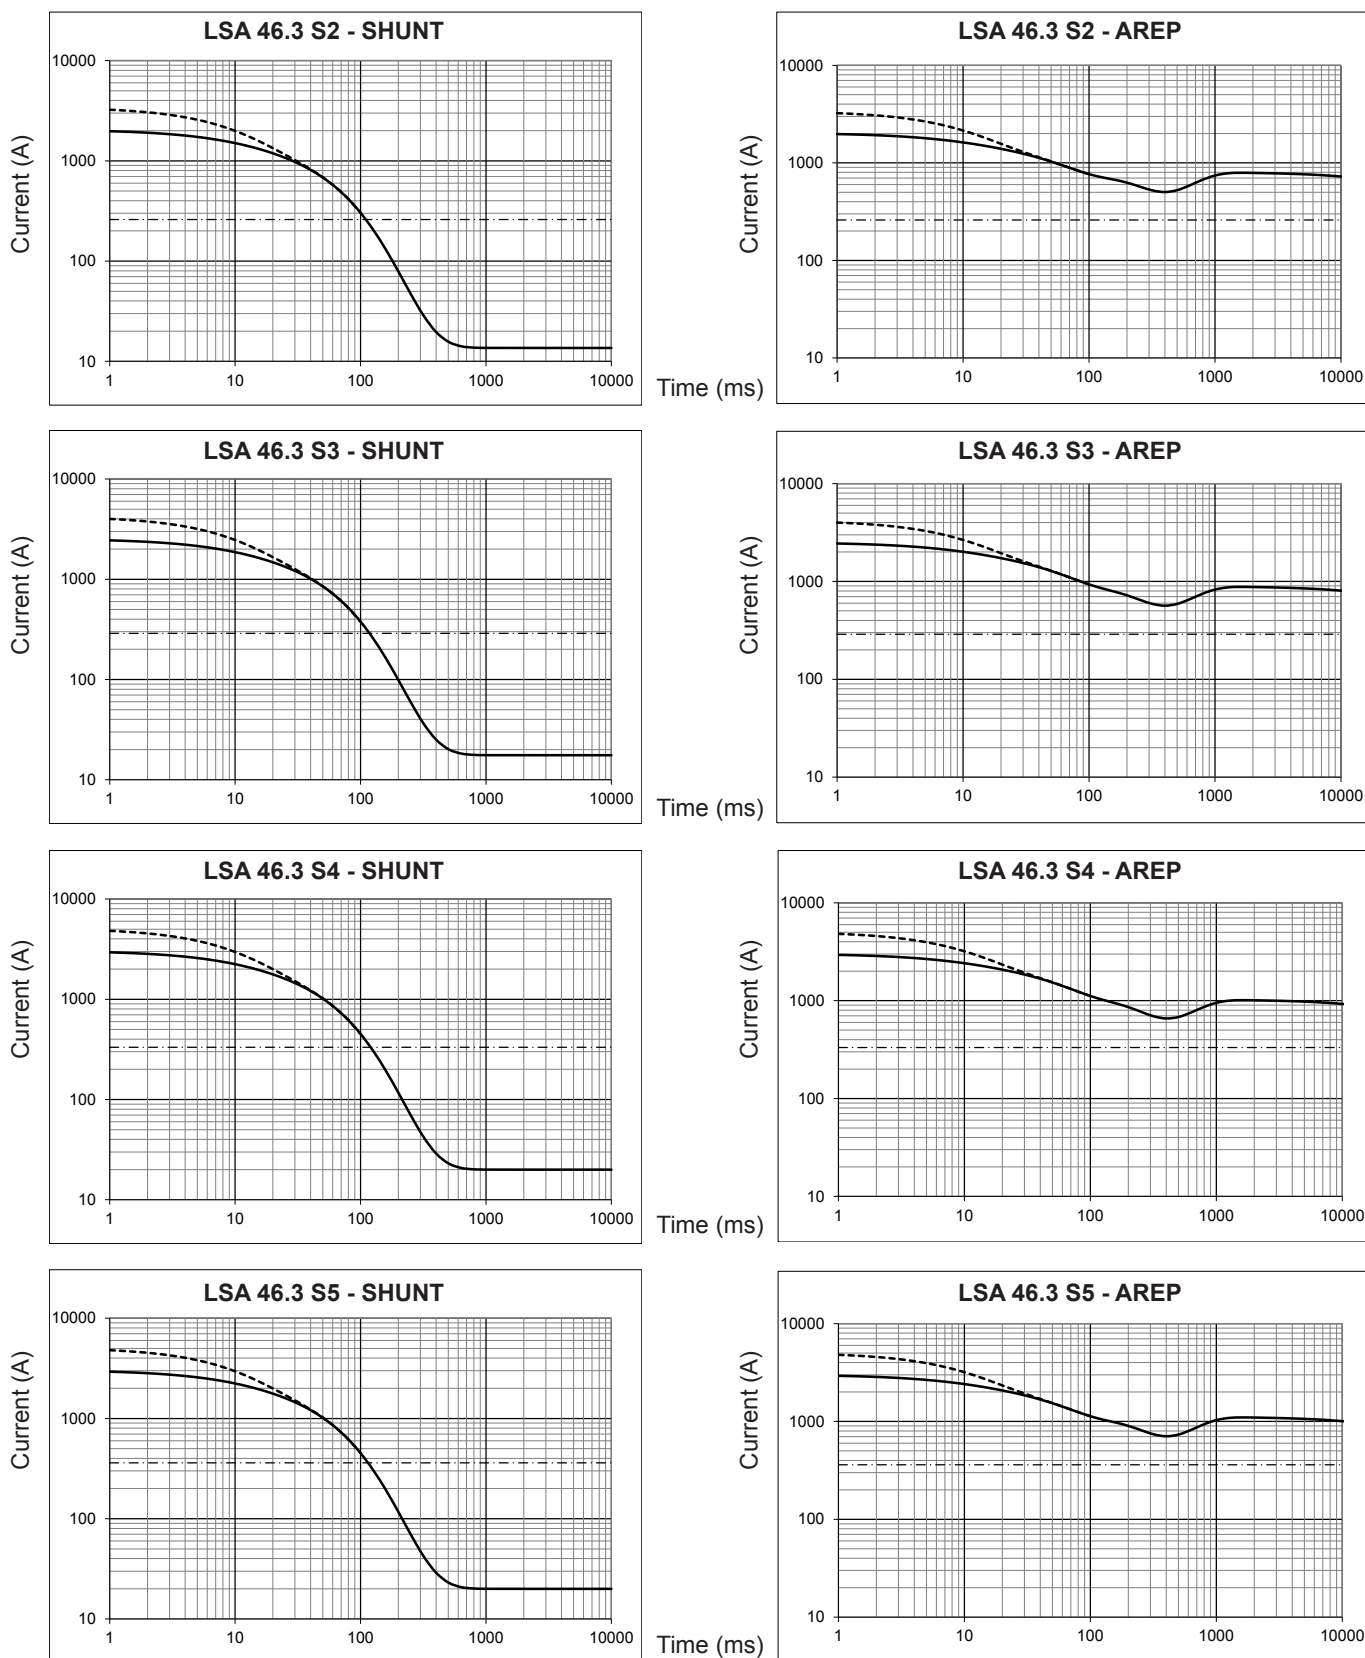 LSA 46.3 S2 - SHUNT
Current (A)
10000
1000
100
10
1 10 100 1000 10000
Time (ms)
LSA 46.3 S2 - AREP
Current (A)
10000
1000
100
10
1 10 100 1000 10000
LSA 46.3 S3 - SHUNT
Current (A)
10000
1000
100
10
1 10 100 1000 10000
Time (ms)
LSA 46.3 S3 - AREP
Current (A)
10000
1000
100
10
1 10 100 1000 10000
LSA 46.3 S4 - SHUNT
Current (A)
10000
1000
100
10
1 10 100 1000 10000
Time (ms)
LSA 46.3 S4 - AREP
Current (A)
10000
1000
100
10
1 10 100 1000 10000
LSA 46.3 S5 - SHUNT
Current (A)
10000
1000
100
10
1 10 100 1000 10000
Time (ms)
LSA 46.3 S5 - AREP
Current (A)
10000
1000
100
10
1 10 100 1000 10000